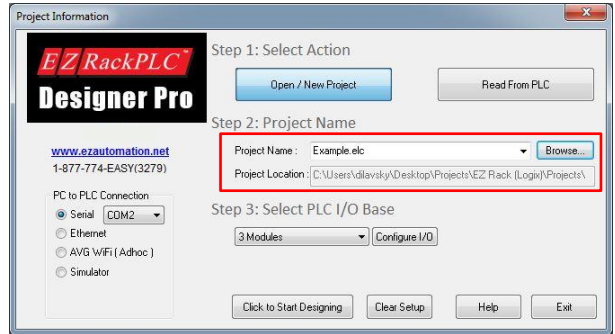 Project Information
EZRackPLC™
Designer Pro
www.ezautomation.net
1-877-774-EASY(3279)
PC to PLC Connection
Serial COM2
Ethernet
AVG WiFi ( Adhoc )
Simulator
Step 1: Select Action
Open / New Project Read From PLC
Step 2: Project Name
Project Name : Example.elc Browse...
Project Location : C:\Users\dilavsky\Desktop\Projects\EZ Rack (Logix)\Projects\
Step 3: Select PLC I/O Base
3 Modules Configure I/O
Click to Start Designing Clear Setup Help Exit